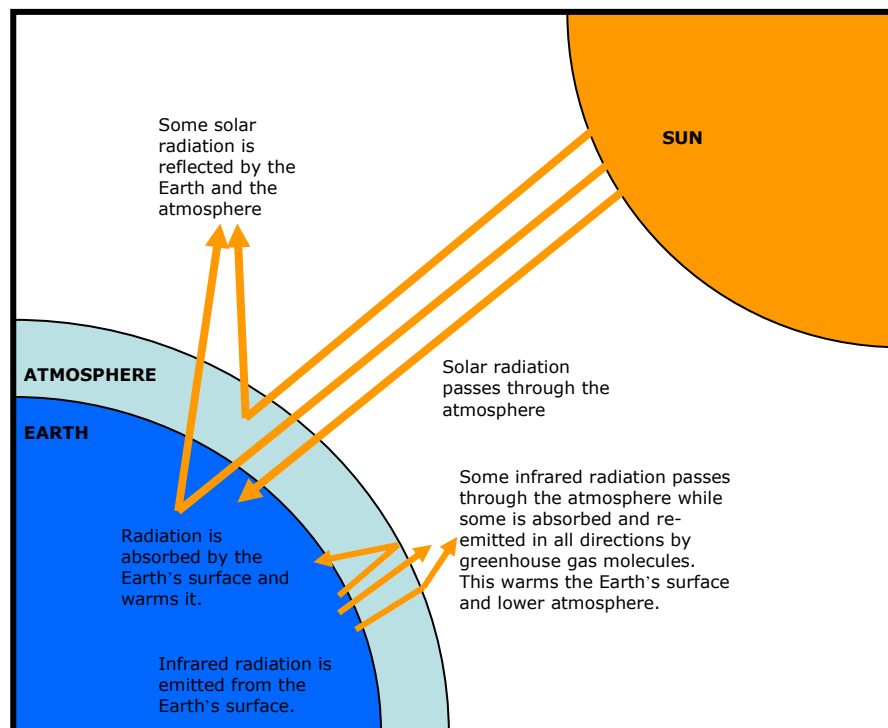 Some solar
radiation is
reflected by the
Earth and the
atmosphere
SUN
ATMOSPHERE
EARTH
Solar radiation
passes through the
atmosphere
Some infrared radiation passes
through the atmosphere while
some is absorbed and re-
emitted in all directions by
greenhouse gas molecules.
This warms the Earth’s surface
and lower atmosphere.
Radiation is
absorbed by the
Earth’s surface and
warms it.
Infrared radiation is
emitted from the
Earth’s surface.